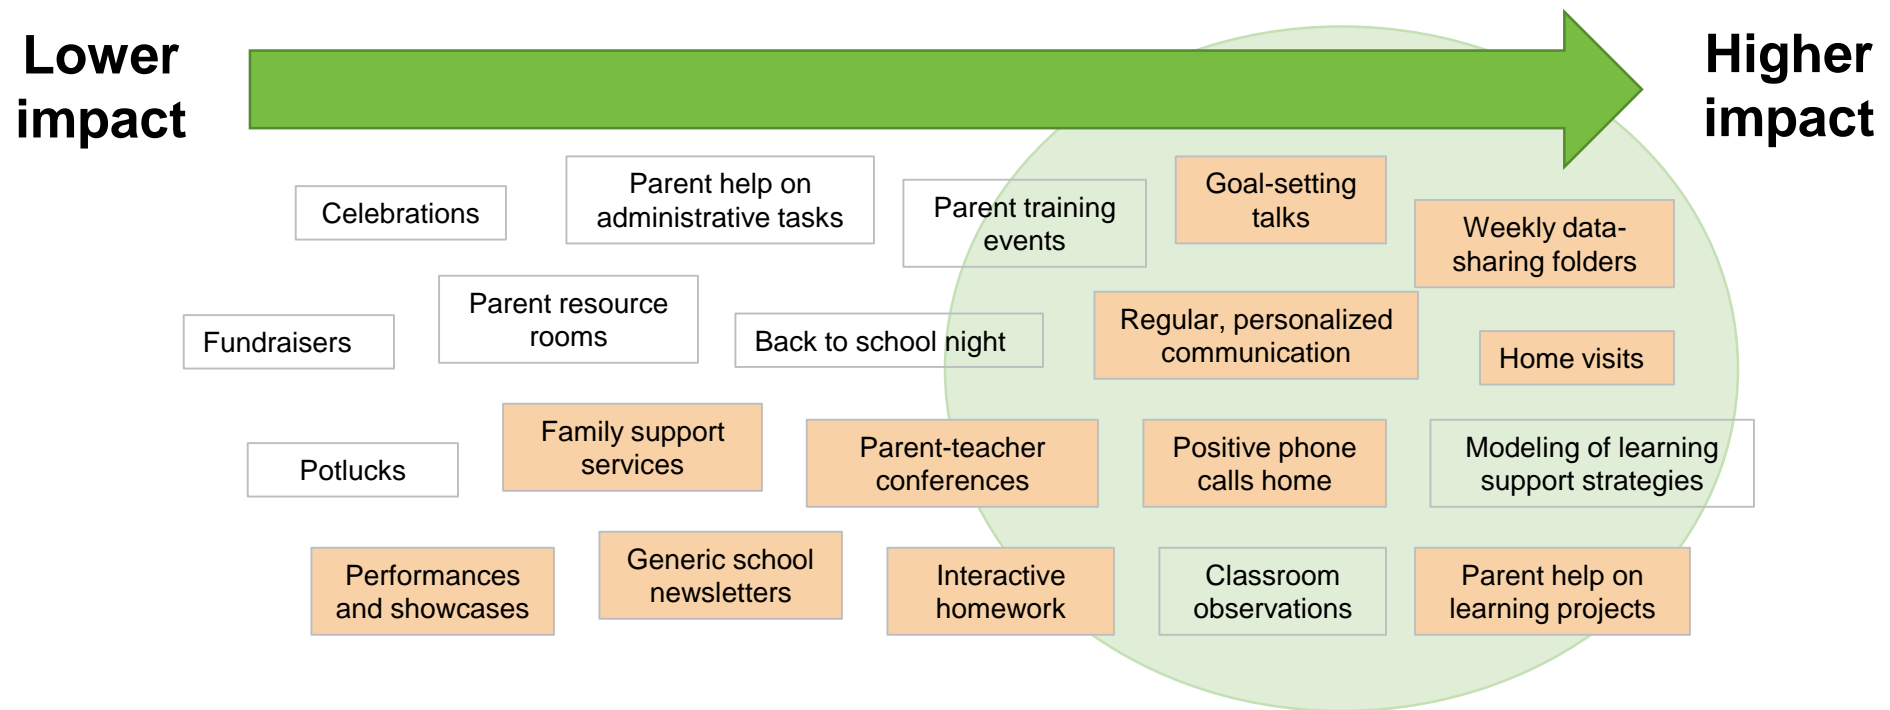 Lower
impact
Higher
impact
Celebrations
Parent help on
administrative tasks
Parent training
events
Goal-setting
talks
Weekly data-
sharing folders
Fundraisers
Parent resource
rooms
Back to school night
Regular, personalized
communication
Home visits
Potlucks
Family support
services
Parent-teacher
conferences
Positive phone
calls home
Modeling of learning
support strategies
Performances
and showcases
Generic school
newsletters
Interactive
homework
Classroom
observations
Parent help on
learning projects